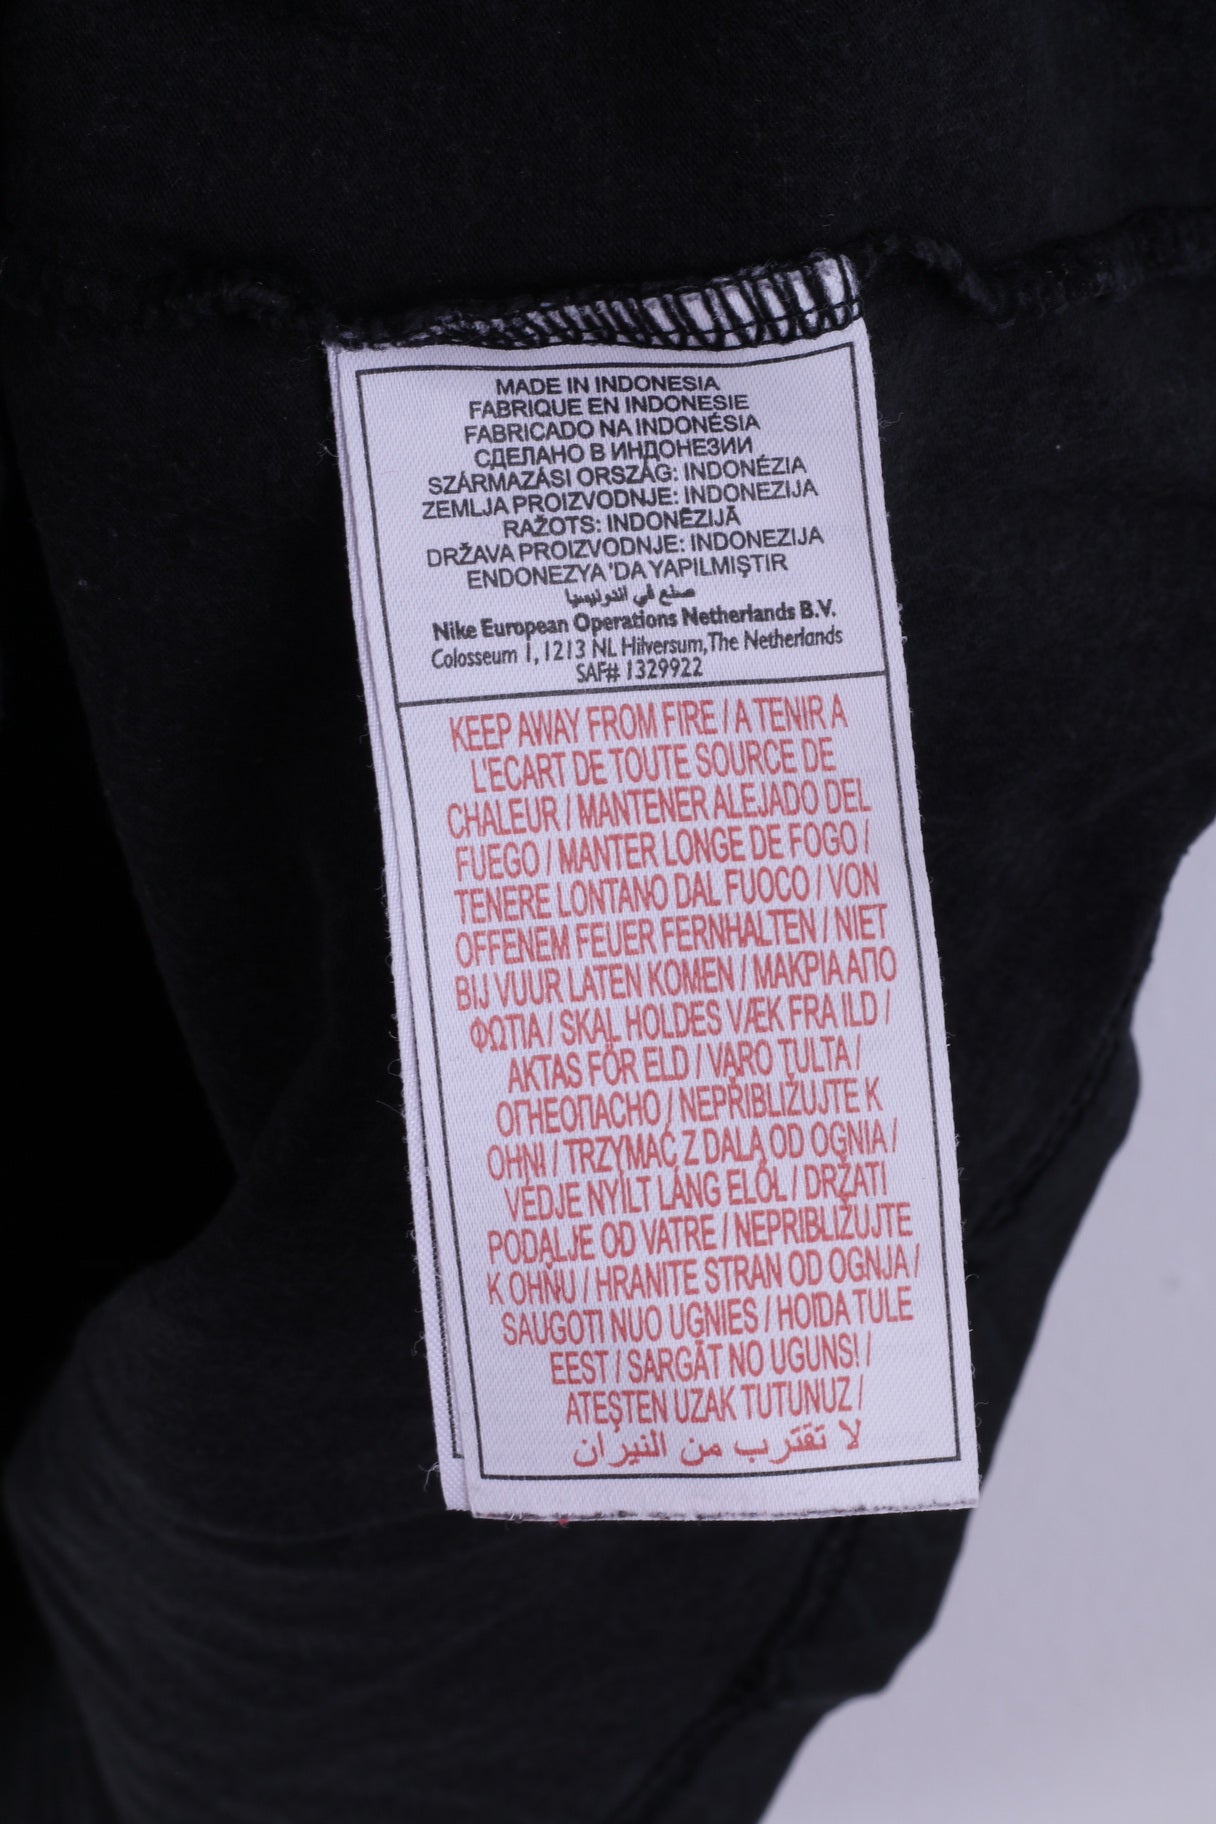 MADE IN INDONESIA
FABRIQUE EN INDONESIE
FABRICADO NA INDONÉSIA
СДЕЛАНО В ИНДОНЕЗИИ
SZÁRMAZÁSI ORSZÁG: INDONÉZIA
ZEMLJA PROIZVODNJE: INDONEZIJA
RAŽOTS: INDONĒZIJĀ
DRŽAVA PROIZVODNJE: INDONEZIJA
ENDONEZYA 'DA YAPILMIŞTIR
صنع في اندونيسيا
Nike European Operations Netherlands B.V.
Colosseum 1, 1213 NL Hilversum, The Netherlands
SAF# 1329922
KEEP AWAY FROM FIRE / A TENIR A
L'ECART DE TOUTE SOURCE DE
CHALEUR / MANTENER ALEJADO DEL
FUEGO / MANTER LONGE DE FOGO /
TENERE LONTANO DAL FUOCO / VON
OFFENEM FEUER FERNHALTEN / NIET
BIJ VUUR LATEN KOMEN / ΜΑΚΡΙΑ ΑΠΟ
ΦΩΤΙΑ / SKAL HOLDES VÆK FRA ILD /
AKTAS FÖR ELD / VARO TULTA /
ОГНЕОПАСНО / NEPŘIBLIŽUJTE K
OHNI / TRZYMAĆ Z DALA OD OGNIA /
VÉDJE NYÍLT LÁNG ELŐL / DRŽATI
PODALJE OD VATRE / NEPRIBLIŽUJTE
K OHŇU / HRANITE STRAN OD OGNJA /
SAUGOTI NUO UGNIES / HOIDA TULE
EEST / SARGĀT NO UGUNS! /
ATEŞTEN UZAK TUTUNUZ /
لا تقترب من النيران